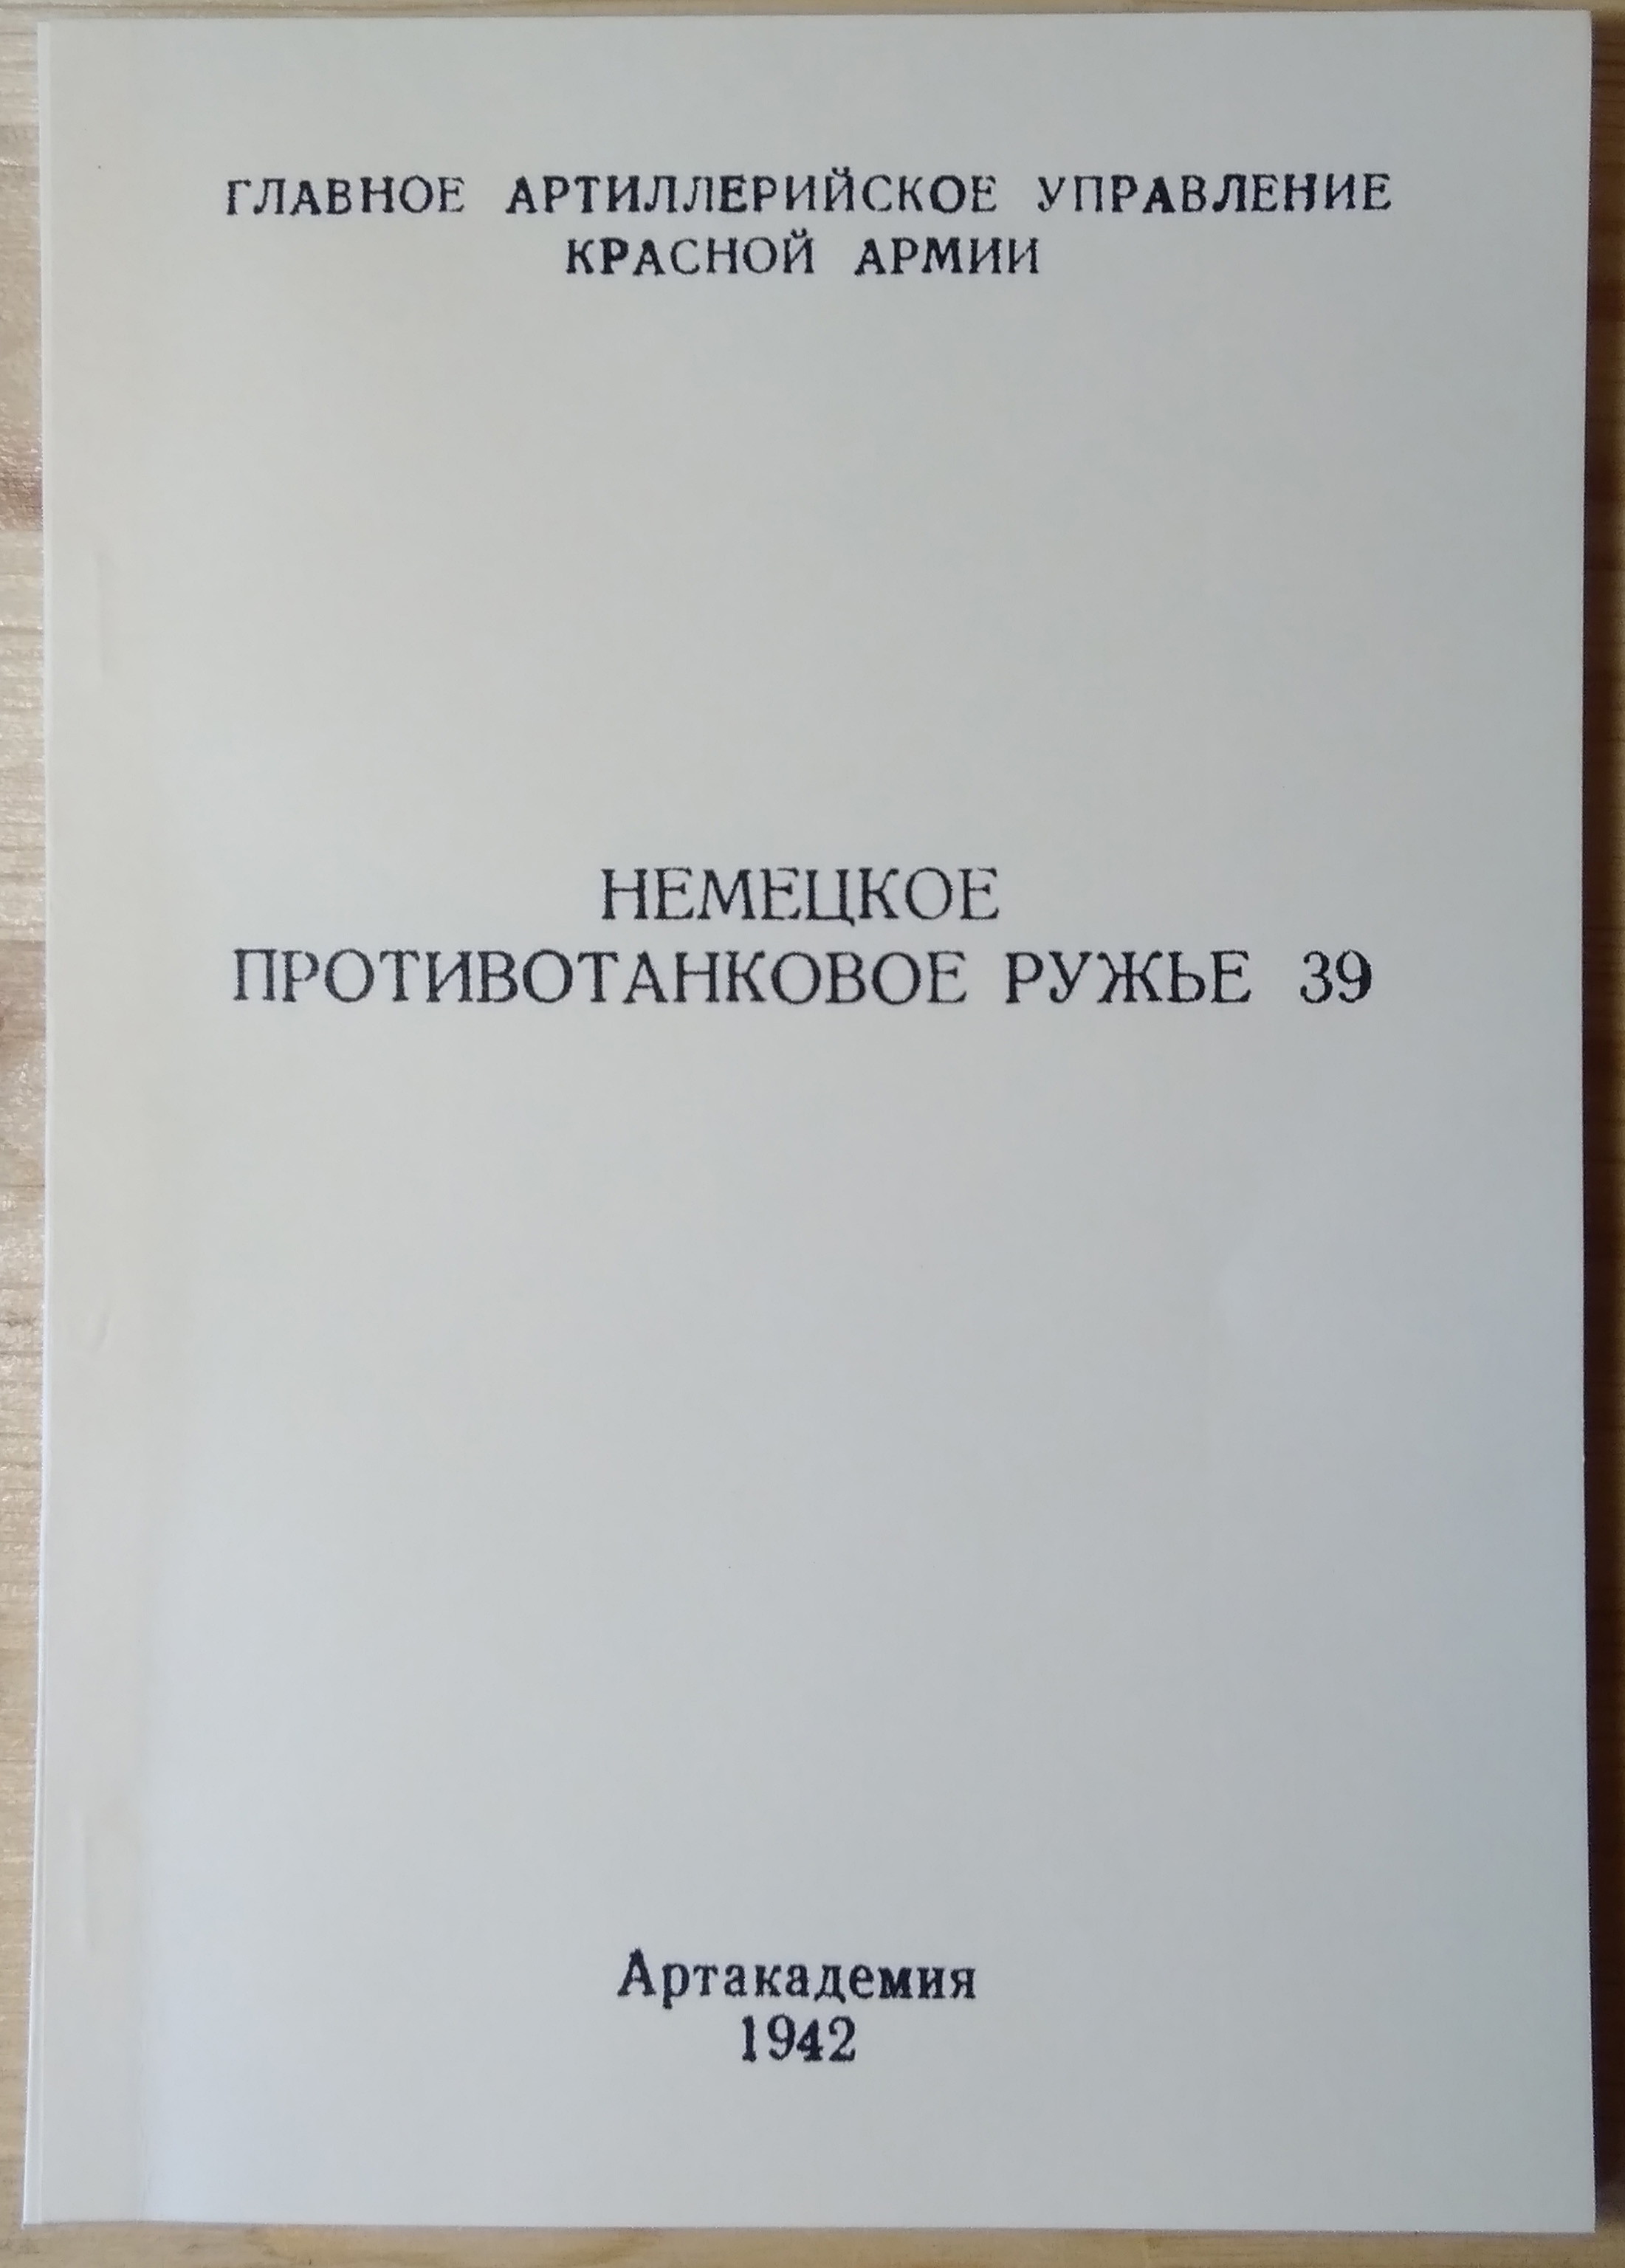 ГЛАВНОЕ АРТИЛЛЕРИЙСКОЕ УПРАВЛЕНИЕ
КРАСНОЙ АРМИИ
НЕМЕЦКОЕ
ПРОТИВОТАНКОВОЕ РУЖЬЕ 39
Артакадемия
1942